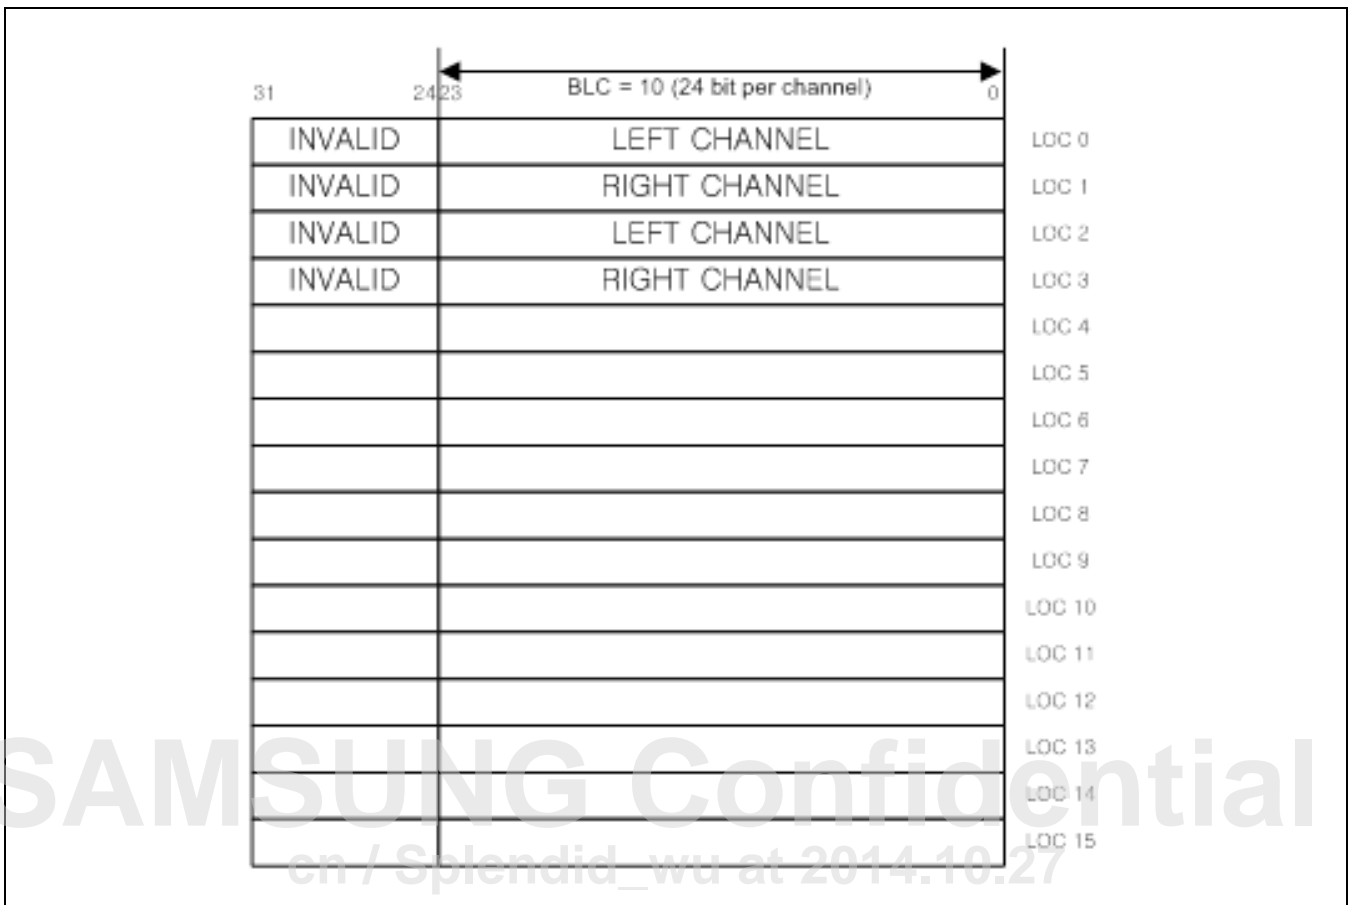 BLC = 10 (24 bit per channel)
31 24 23 0
INVALID LEFT CHANNEL LOC 0
INVALID RIGHT CHANNEL LOC 1
INVALID LEFT CHANNEL LOC 2
INVALID RIGHT CHANNEL LOC 3
LOC 4
LOC 5
LOC 6
LOC 7
LOC 8
LOC 9
LOC 10
LOC 11
LOC 12
LOC 13
LOC 14
LOC 15
SAMSUNG Confidential
cn / Splendid_wu at 2014.10.27